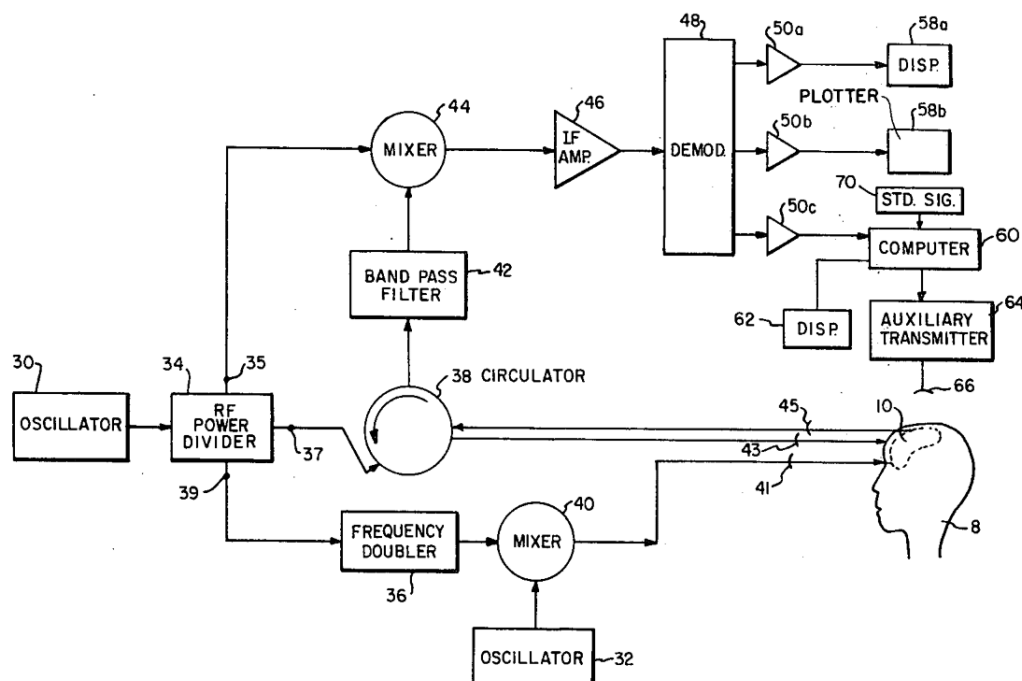 48
50a
58a
DISP.
44
46
PLOTTER
58b
MIXER
I.F
AMP.
DEMOD.
50b
70
STD. SIG.
50c
COMPUTER
60
BAND PASS
FILTER
42
62
DISP.
64
AUXILIARY
TRANSMITTER
30
34
35
38 CIRCULATOR
66
OSCILLATOR
RF
POWER
DIVIDER
37
45
43
41
10
39
40
8
FREQUENCY
DOUBLER
MIXER
36
OSCILLATOR
32